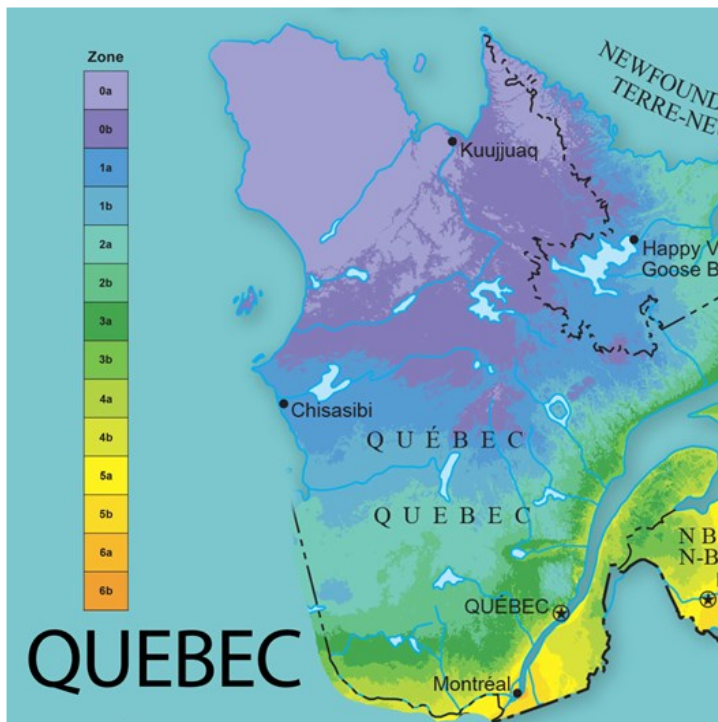 Zone
0a
0b
1a
1b
2a
2b
3a
3b
4a
4b
5a
5b
6a
6b
NEWFOUND
TERRE-NE
Kuujjuaq
Happy V
Goose B
Chisasibi
QUÉBEC
QUEBEC
N B
N-B
QUÉBEC
Montréal
QUEBEC